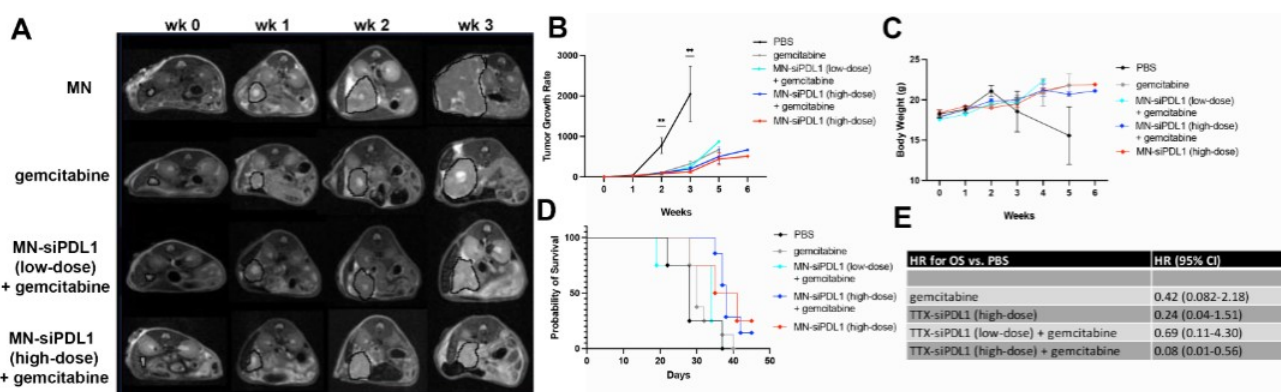 A
wk 0 wk 1 wk 2 wk 3
MN
gemcitabine
MN-siPDL1
(low-dose)
+ gemcitabine
MN-siPDL1
(high-dose)
+ gemcitabine
B
Tumor Growth Rate
3000
2000
1000
0
**
**
0 1 2 3 5 6
Weeks
PBS
gemcitabine
MN-siPDL1 (low-dose)
+ gemcitabine
MN-siPDL1 (high-dose)
+ gemcitabine
MN-siPDL1 (high-dose)
C
Body Weight (g)
25
20
15
10
0 1 2 3 4 5 6
Weeks
PBS
gemcitabine
MN-siPDL1 (low-dose)
+ gemcitabine
MN-siPDL1 (high-dose)
+ gemcitabine
MN-siPDL1 (high-dose)
D
Probability of Survival
100
50
0
0 10 20 30 40 50
Days
PBS
gemcitabine
MN-siPDL1 (low-dose)
+ gemcitabine
MN-siPDL1 (high-dose)
+ gemcitabine
MN-siPDL1 (high-dose)
E
HR for OS vs. PBS HR (95% CI)
gemcitabine 0.42 (0.082-2.18)
TTX-siPDL1 (high-dose) 0.24 (0.04-1.51)
TTX-siPDL1 (low-dose) + gemcitabine 0.69 (0.11-4.30)
TTX-siPDL1 (high-dose) + gemcitabine 0.08 (0.01-0.56)